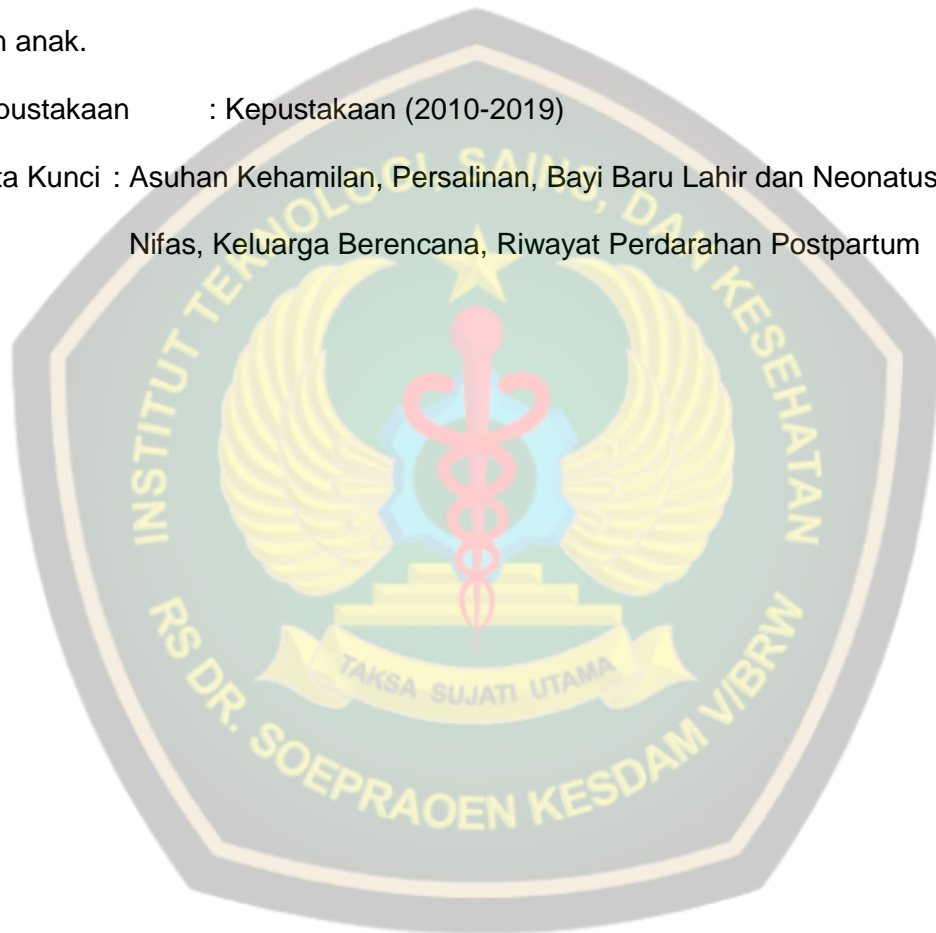 n anak.
pustakaan : Kepustakaan (2010-2019)
ta Kunci : Asuhan Kehamilan, Persalinan, Bayi Baru Lahir dan Neonatus
Nifas, Keluarga Berencana, Riwayat Perdarahan Postpartum
INSTITUT TEKNOLOGI, SAINS, DAN KESEHATAN
TAKSA SUJATI UTAMA
RS DR. SOEPRAOEN KESDAM V/BRW